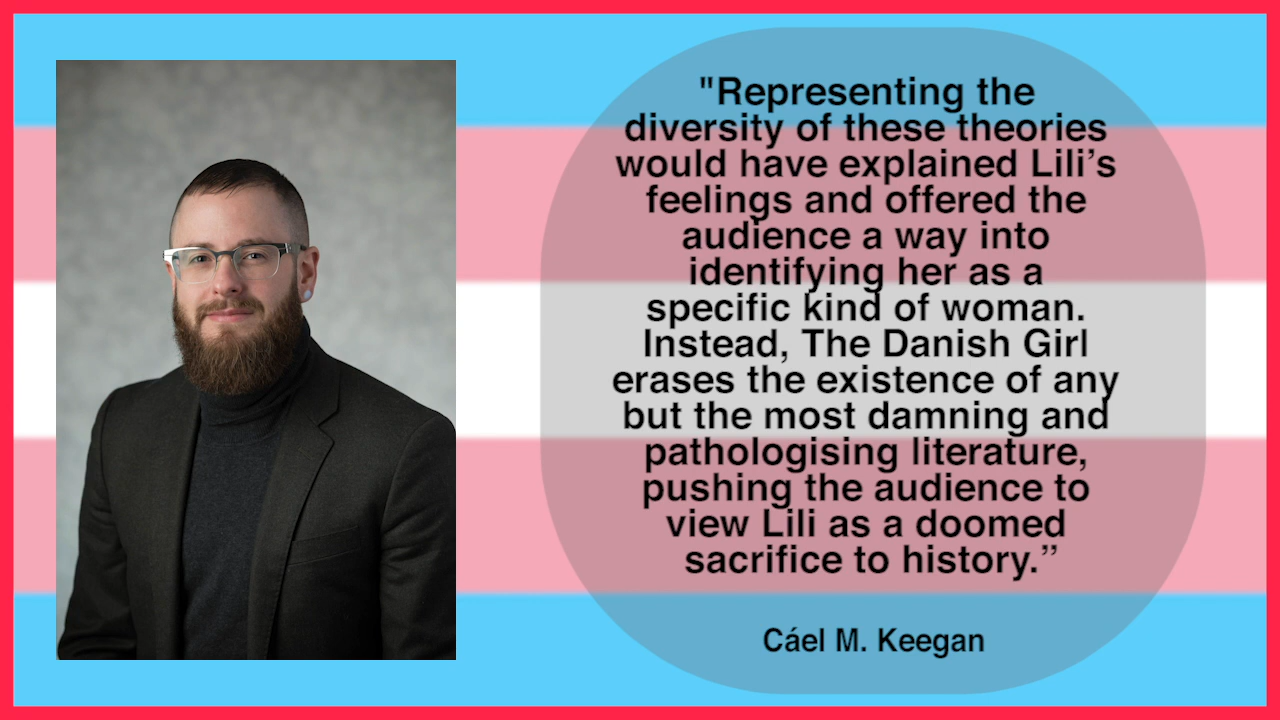 "Representing the
diversity of these theories
would have explained Lili’s
feelings and offered the
audience a way into
identifying her as a
specific kind of woman.
Instead, The Danish Girl
erases the existence of any
but the most damning and
pathologising literature,
pushing the audience to
view Lili as a doomed
sacrifice to history.”
Cáel M. Keegan